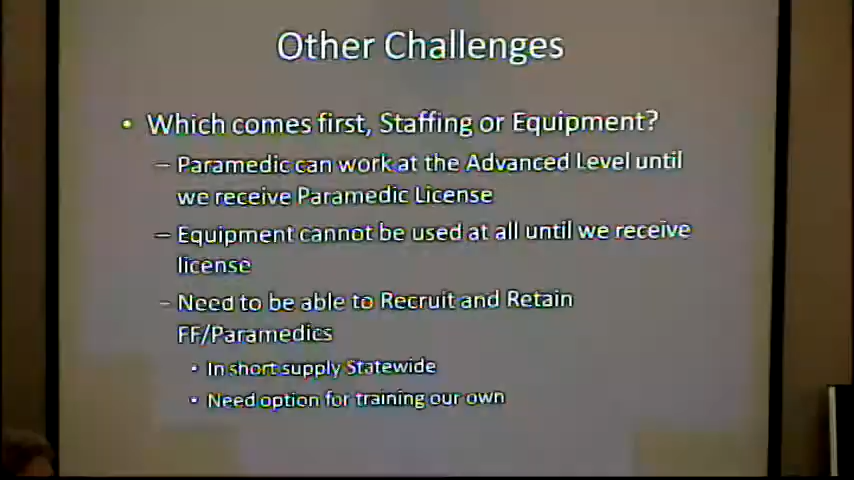 Other Challenges
• Which comes first, Staffing or Equipment?
– Paramedic can work at the Advanced Level until
we receive Paramedic License
– Equipment cannot be used at all until we receive
license
– Need to be able to Recruit and Retain
FF/Paramedics
• In short supply Statewide
• Need option for training our own